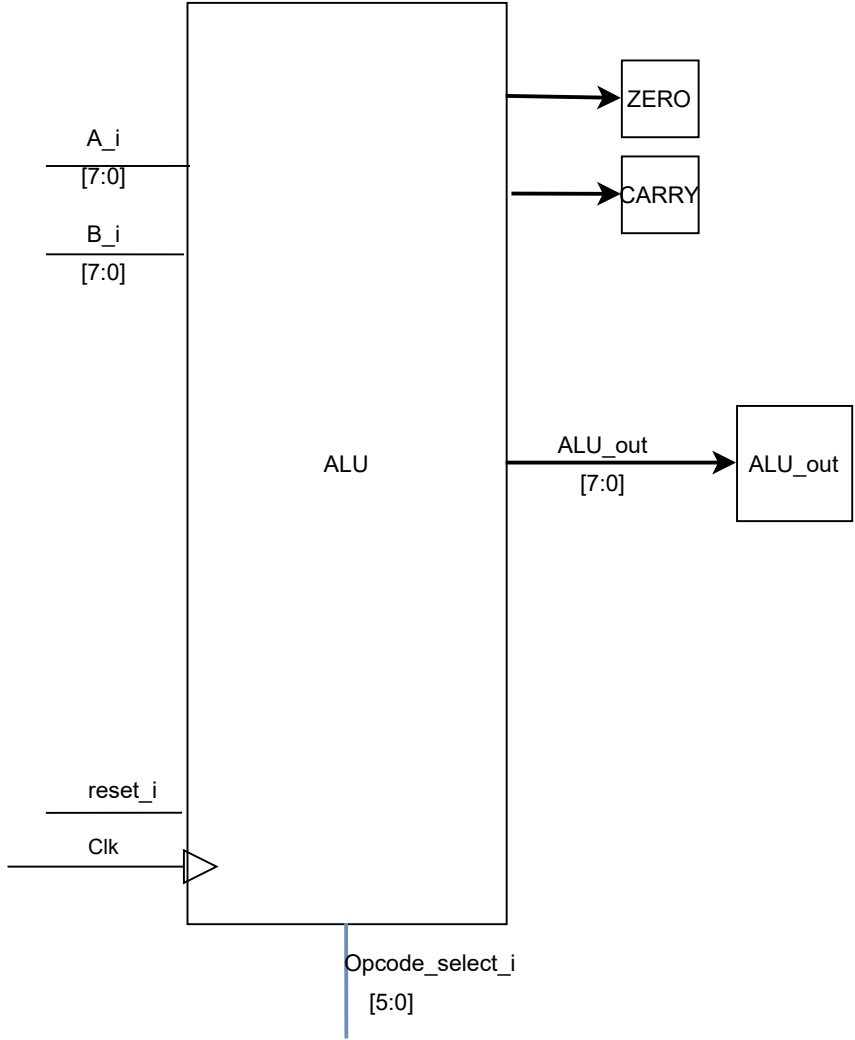 ZERO
A_i
[7:0]
CARRY
B_i
[7:0]
ALU_out
ALU
ALU_out
[7:0]
reset_i
Clk
Opcode_select_i
[5:0]